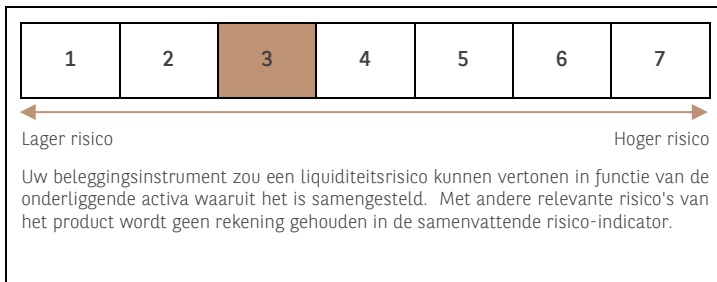 1 2 3 4 5 6 7
Lager risico Hoger risico
Uw beleggingsinstrument zou een liquiditeitsrisico kunnen vertonen in functie van de
onderliggende activa waaruit het is samengesteld.  Met andere relevante risico's van
het product wordt geen rekening gehouden in de samenvattende risico-indicator.